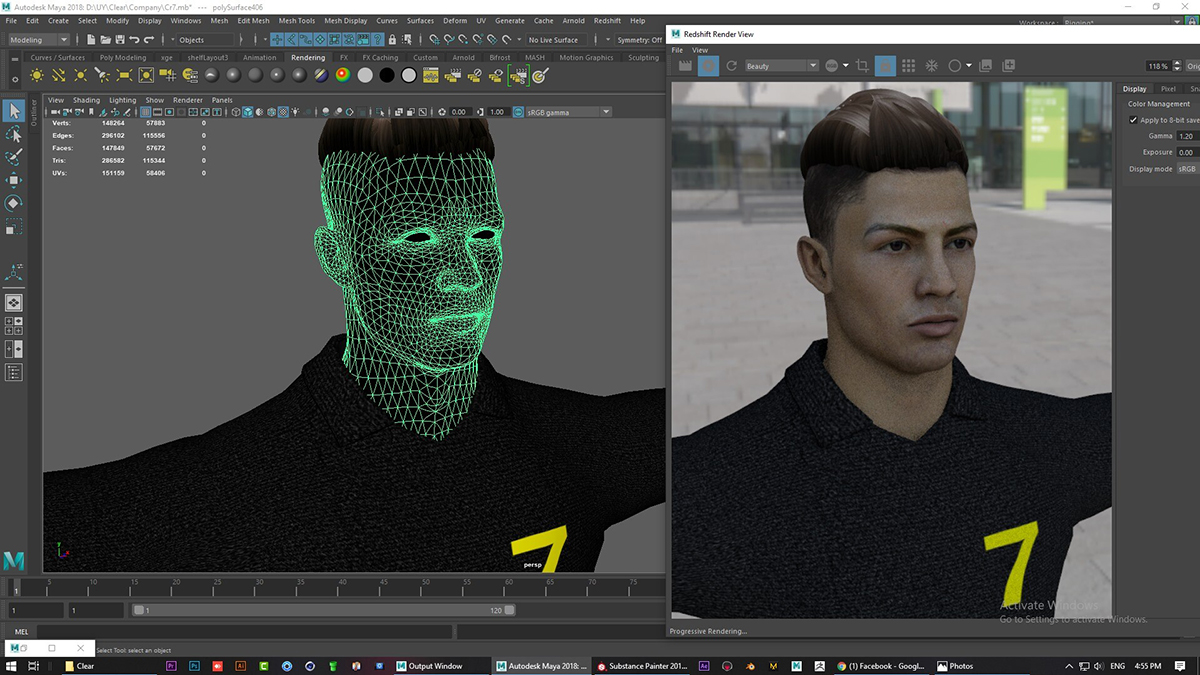 Autodesk Maya 2018: D:\UY\Clear\Company\Cr7.mb* --- polySurface406
File Edit Create Select Modify Display Windows Mesh Edit Mesh Mesh Tools Mesh Display Curves Surfaces Deform UV Generate Cache Arnold Redshift Help
Workspace : Rigging*
Modeling Objects No Live Surface Symmetry: Off
Curves / Surfaces Poly Modeling xge shelfLayout3 Animation Rendering FX FX Caching Custom Arnold Bifrost MASH Motion Graphics Sculpting
View Shading Lighting Show Renderer Panels
0.00 1.00 sRGB gamma
Outliner
Verts: 148264 57883 0
Edges: 296102 115556 0
Faces: 147849 57672 0
Tris: 286582 115344 0
UVs: 151159 58406 0
7
persp
5 10 15 20 25 30 35 40 45 50 55 60 65 70 75
1
1 1 1 120
MEL
Select Tool: select an object
Redshift Render View
File View
Beauty 118 % Orig
Display Pixel Sna
Color Management
Apply to 8-bit save
Gamma 1.20
Exposure 0.00
Display mode sRGB
7
Activate Windows
Go to Settings to activate Windows.
Progressive Rendering...
Clear Output Window Autodesk Maya 2018: ... Substance Painter 201... (1) Facebook - Googl... Photos ENG 4:55 PM